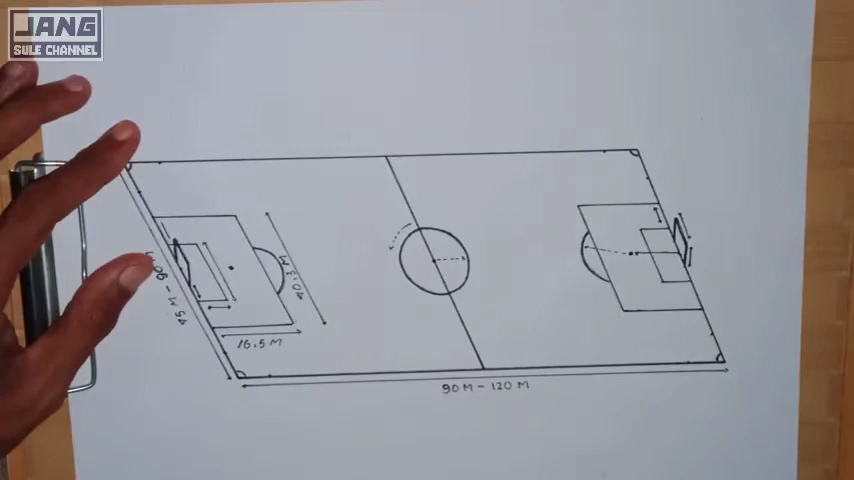 JANG
SULE CHANNEL
45 M - 90 M
40.3 M
16.5 M
90 M - 120 M